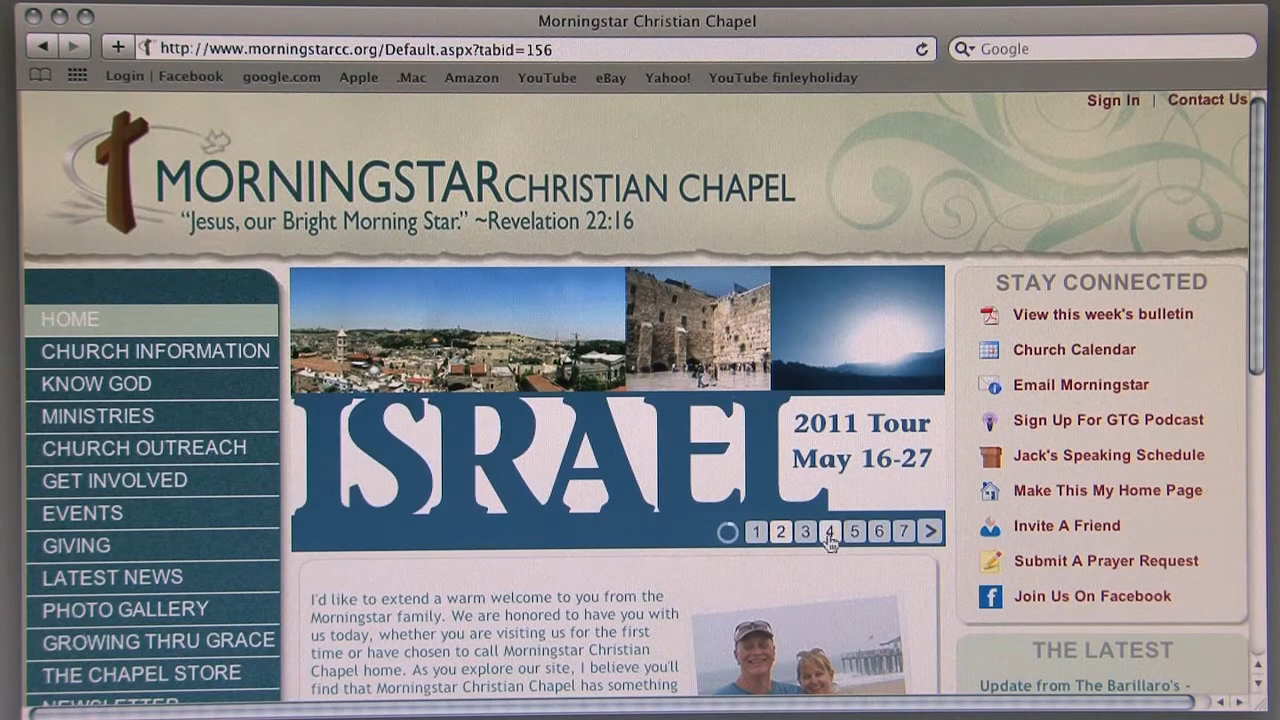 Morningstar Christian Chapel
http://www.morningstarcc.org/Default.aspx?tabid=156
Google
Login | Facebook google.com Apple .Mac Amazon YouTube eBay Yahoo! YouTube finleyholiday
Sign In | Contact Us
MORNINGSTAR CHRISTIAN CHAPEL
“Jesus, our Bright Morning Star.” ~Revelation 22:16
HOME
CHURCH INFORMATION
KNOW GOD
MINISTRIES
CHURCH OUTREACH
GET INVOLVED
EVENTS
GIVING
LATEST NEWS
PHOTO GALLERY
GROWING THRU GRACE
THE CHAPEL STORE
NEWSLETTER
ISRAEL
2011 Tour
May 16-27
1 2 3 4 5 6 7 >
I'd like to extend a warm welcome to you from the
Morningstar family. We are honored to have you with
us today, whether you are visiting us for the first
time or have chosen to call Morningstar Christian
Chapel home. As you explore our site, I believe you'll
find that Morningstar Christian Chapel has something
STAY CONNECTED
View this week's bulletin
Church Calendar
Email Morningstar
Sign Up For GTG Podcast
Jack's Speaking Schedule
Make This My Home Page
Invite A Friend
Submit A Prayer Request
Join Us On Facebook
THE LATEST
Update from The Barillaro's -